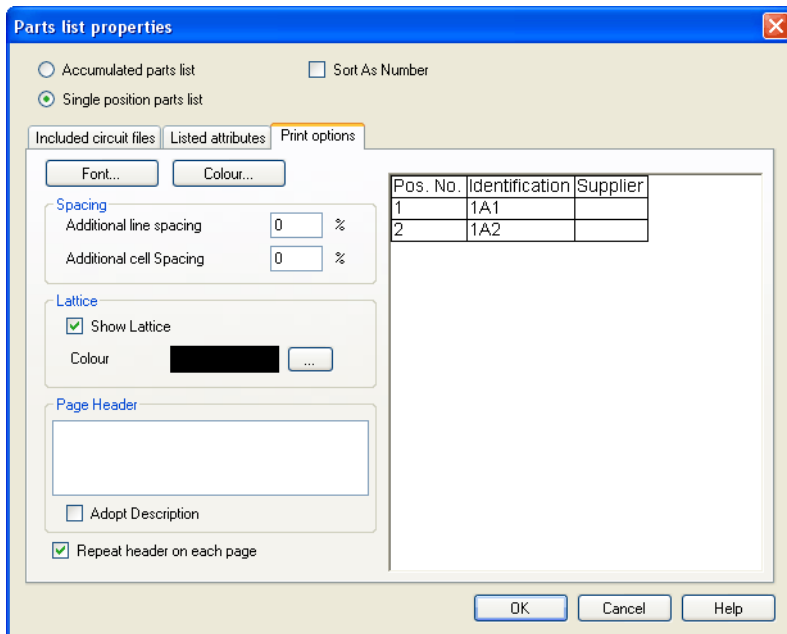 Parts list properties
Accumulated parts list
Sort As Number
Single position parts list
Included circuit files
Listed attributes
Print options
Font...
Colour...
Spacing
Additional line spacing
0
%
Additional cell Spacing
0
%
Lattice
Show Lattice
Colour
...
Page Header
Adopt Description
Repeat header on each page
Pos. No. Identification Supplier
1 1A1
2 1A2
OK
Cancel
Help